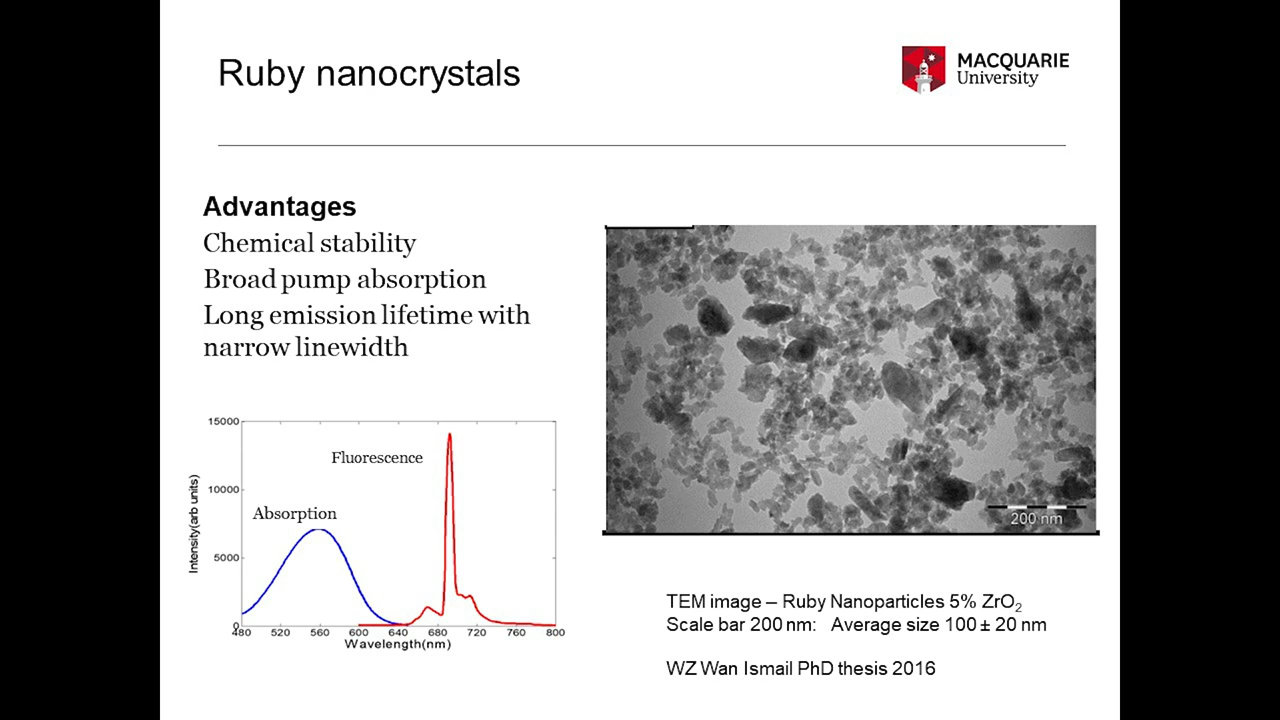 Ruby nanocrystals
MACQUARIE
University
Advantages
Chemical stability
Broad pump absorption
Long emission lifetime with
narrow linewidth
15000
Fluorescence
10000
Absorption
Intensity(arb units)
5000
0
480 520 560 600 640 680 720 760 800
Wavelength(nm)
200 nm
TEM image – Ruby Nanoparticles 5% ZrO₂
Scale bar 200 nm: Average size 100 ± 20 nm
WZ Wan Ismail PhD thesis 2016